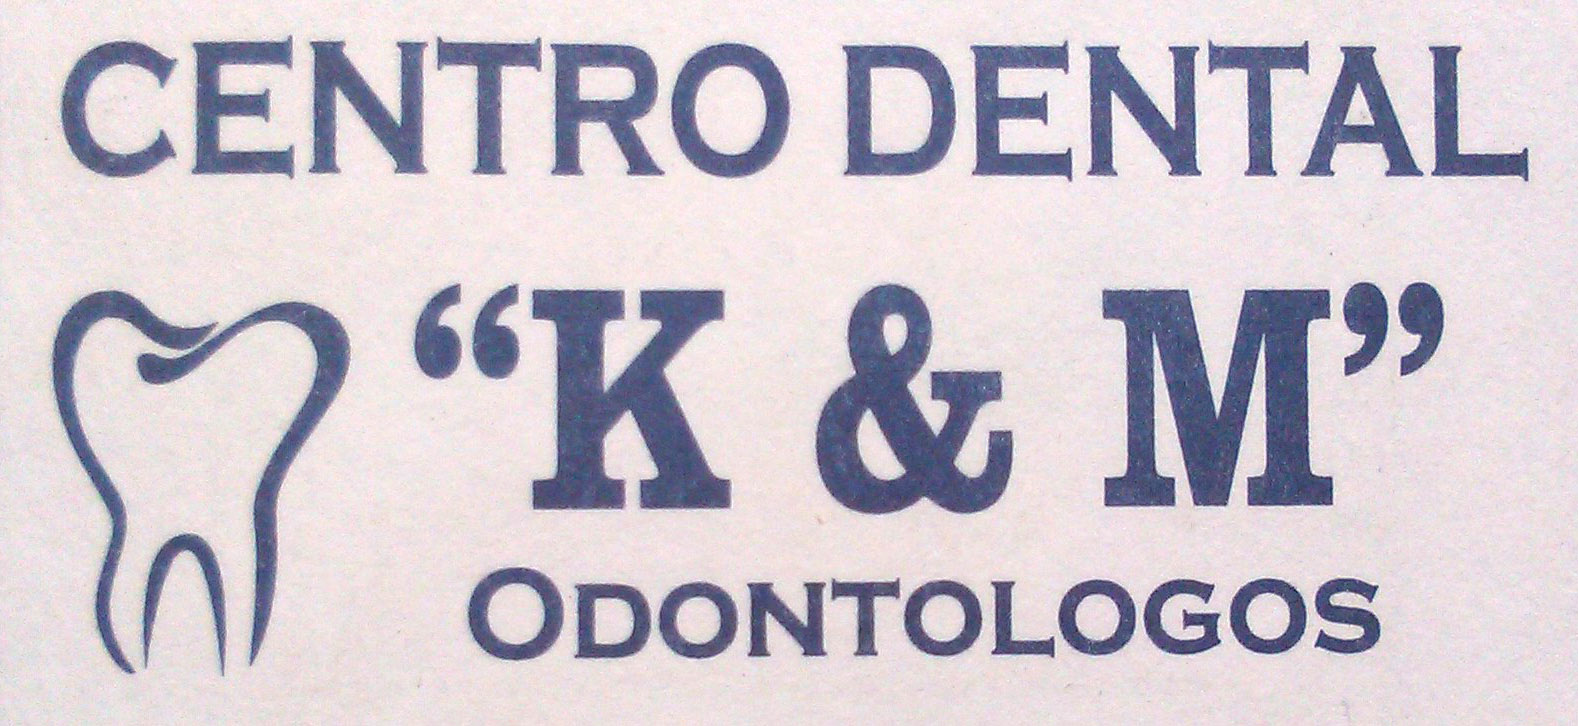 CENTRO DENTAL
“K & M”
ODONTOLOGOS